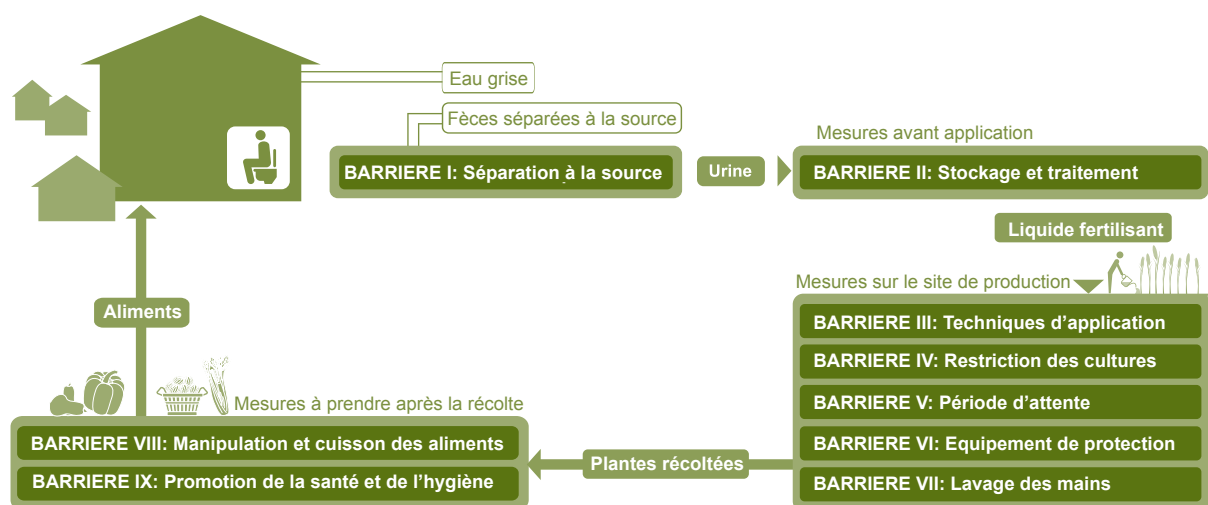 Eau grise
Fèces séparées à la source
BARRIERE I: Séparation à la source
Urine
Mesures avant application
BARRIERE II: Stockage et traitement
Liquide fertilisant
Mesures sur le site de production
BARRIERE III: Techniques d’application
BARRIERE IV: Restriction des cultures
BARRIERE V: Période d’attente
BARRIERE VI: Equipement de protection
BARRIERE VII: Lavage des mains
Plantes récoltées
Mesures à prendre après la récolte
BARRIERE VIII: Manipulation et cuisson des aliments
BARRIERE IX: Promotion de la santé et de l’hygiène
Aliments